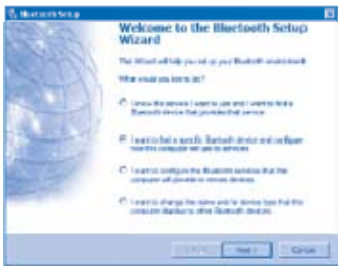 Bluetooth Setup
Welcome to the Bluetooth Setup
Wizard
This Wizard will help you set up your Bluetooth environment.
What would you like to do?
I know the service I want to use and I want to find a
Bluetooth device that provides that service.
I want to find a specific Bluetooth device and configure
how this computer will use its services.
I want to configure the Bluetooth services that this
computer will provide to remote devices.
I want to change the name and/or device type that this
computer displays to other Bluetooth devices.
Next >
Cancel